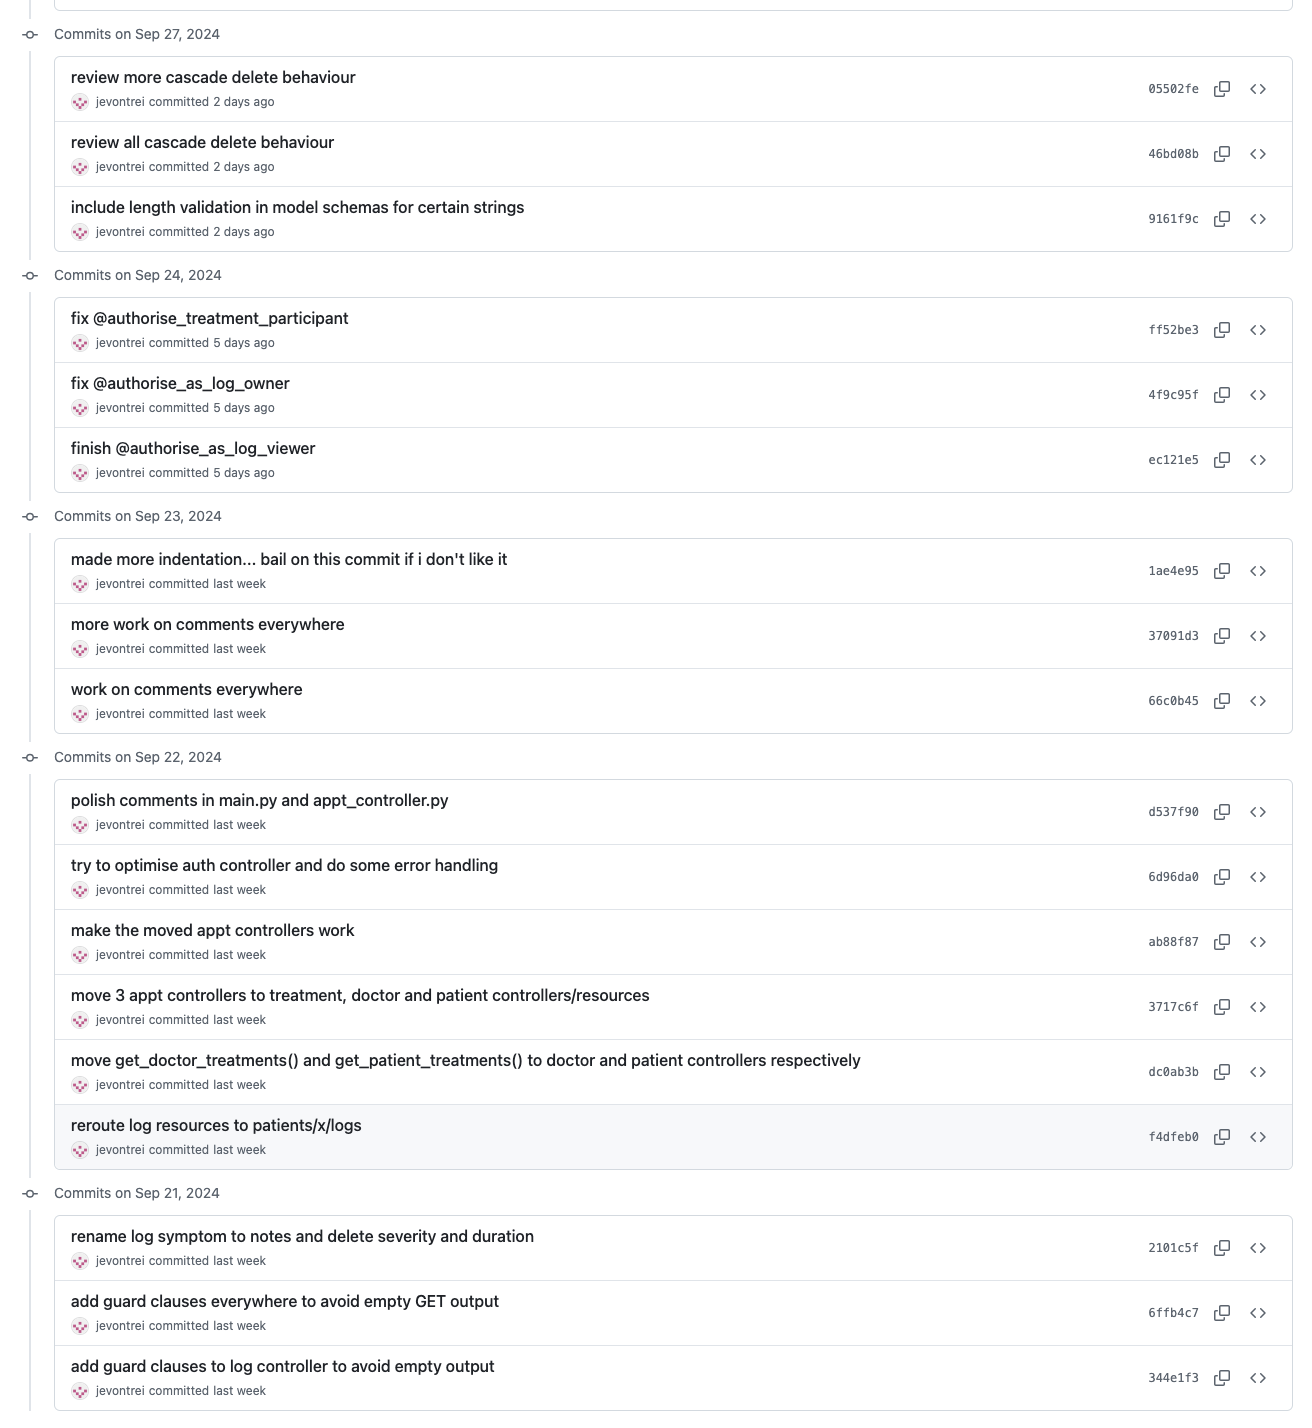 Commits on Sep 27, 2024
review more cascade delete behaviour
05502fe
jevontrei committed 2 days ago
review all cascade delete behaviour
46bd08b
jevontrei committed 2 days ago
include length validation in model schemas for certain strings
9161f9c
jevontrei committed 2 days ago
Commits on Sep 24, 2024
fix @authorise_treatment_participant
ff52be3
jevontrei committed 5 days ago
fix @authorise_as_log_owner
4f9c95f
jevontrei committed 5 days ago
finish @authorise_as_log_viewer
ec121e5
jevontrei committed 5 days ago
Commits on Sep 23, 2024
made more indentation... bail on this commit if i don't like it
1ae4e95
jevontrei committed last week
more work on comments everywhere
37091d3
jevontrei committed last week
work on comments everywhere
66c0b45
jevontrei committed last week
Commits on Sep 22, 2024
polish comments in main.py and appt_controller.py
d537f90
jevontrei committed last week
try to optimise auth controller and do some error handling
6d96da0
jevontrei committed last week
make the moved appt controllers work
ab88f87
jevontrei committed last week
move 3 appt controllers to treatment, doctor and patient controllers/resources
3717c6f
jevontrei committed last week
move get_doctor_treatments() and get_patient_treatments() to doctor and patient controllers respectively
dc0ab3b
jevontrei committed last week
reroute log resources to patients/x/logs
f4dfeb0
jevontrei committed last week
Commits on Sep 21, 2024
rename log symptom to notes and delete severity and duration
2101c5f
jevontrei committed last week
add guard clauses everywhere to avoid empty GET output
6ffb4c7
jevontrei committed last week
add guard clauses to log controller to avoid empty output
344e1f3
jevontrei committed last week